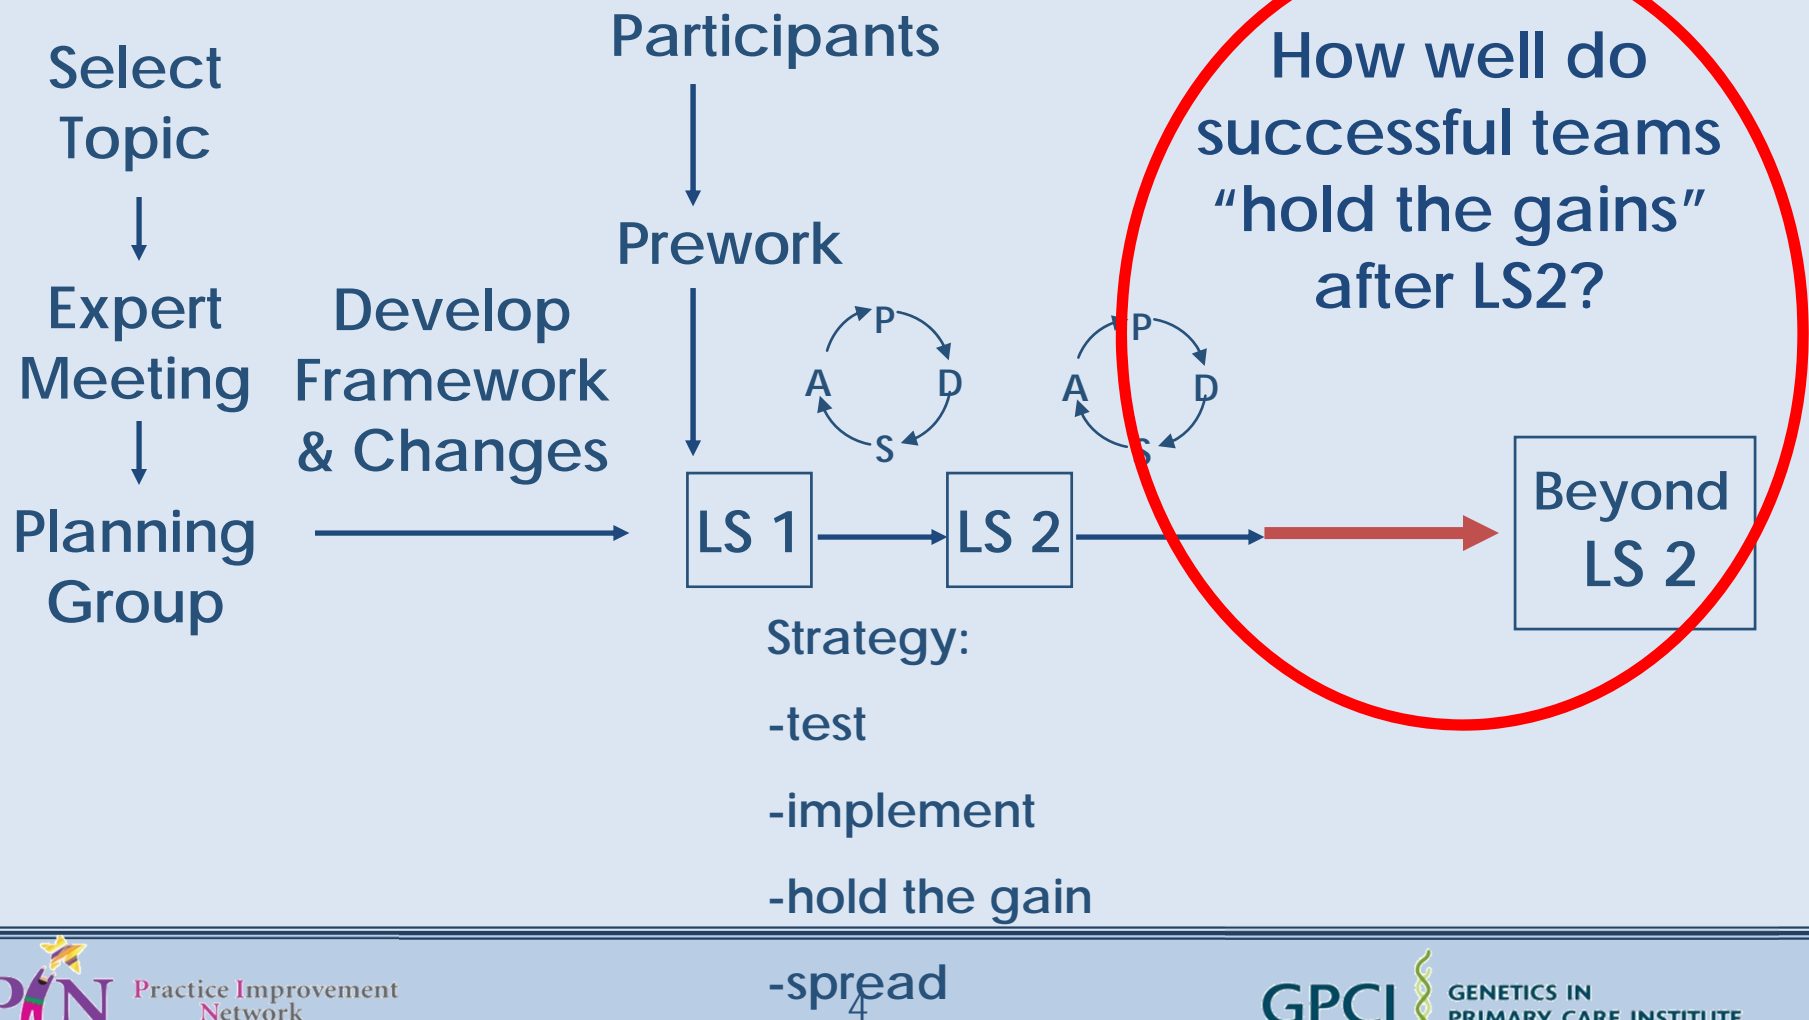 Select
Topic
Expert
Meeting
Planning
Group
Develop
Framework
& Changes
Participants
Prework
P
A
D
S
P
A
D
S
LS 1
LS 2
How well do
successful teams
“hold the gains”
after LS2?
Beyond
LS 2
Strategy:
-test
-implement
-hold the gain
-spread
4
PIN
Practice Improvement
Network
GPCI
GENETICS IN
PRIMARY CARE INSTITUTE